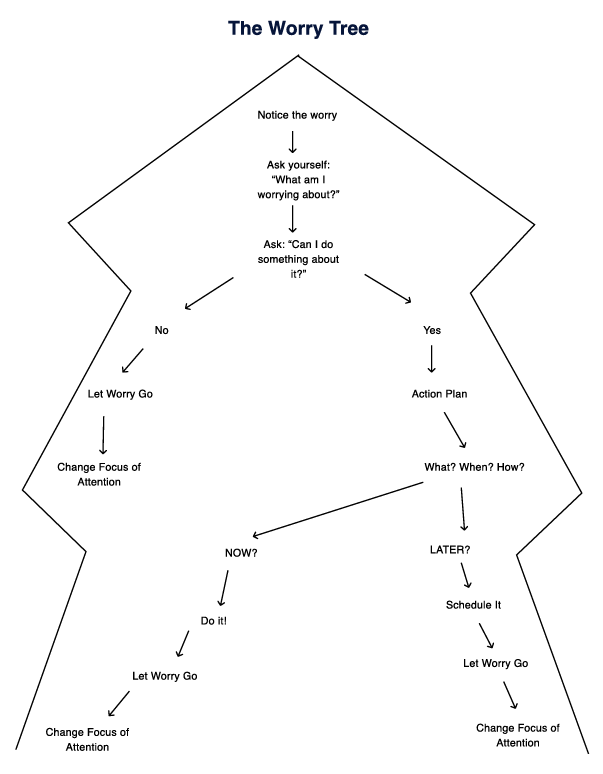 The Worry Tree
Notice the worry
Ask yourself:
“What am I
worrying about?”
Ask: “Can I do
something about
it?”
No
Yes
Let Worry Go
Action Plan
Change Focus of
Attention
What? When? How?
NOW?
LATER?
Do it!
Schedule It
Let Worry Go
Let Worry Go
Change Focus of
Attention
Change Focus of
Attention